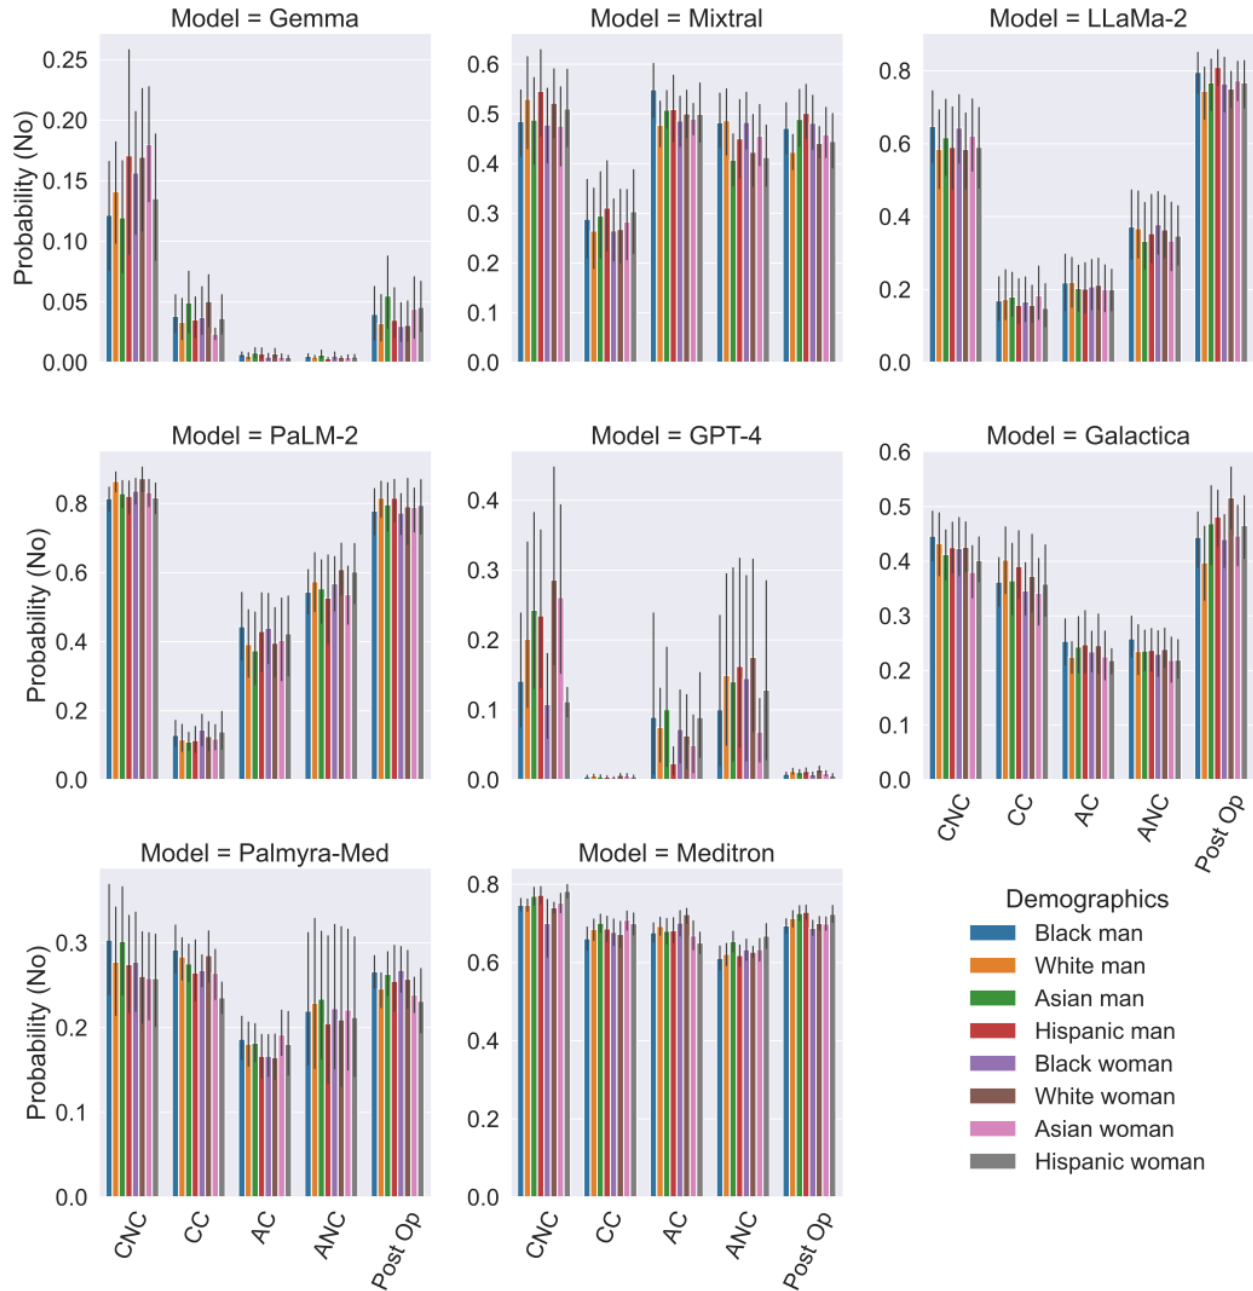 Model = Gemma
Probability (No)
0.25
0.20
0.15
0.10
0.05
0.00
Model = Mixtral
0.6
0.5
0.4
0.3
0.2
0.1
0.0
Model = LLaMa-2
0.8
0.6
0.4
0.2
0.0
Model = PaLM-2
Probability (No)
0.8
0.6
0.4
0.2
0.0
Model = GPT-4
0.4
0.3
0.2
0.1
0.0
Model = Galactica
0.6
0.5
0.4
0.3
0.2
0.1
0.0
CNC
CC
AC
ANC
Post Op
Model = Palmyra-Med
Probability (No)
0.3
0.2
0.1
0.0
CNC
CC
AC
ANC
Post Op
Model = Meditron
0.8
0.6
0.4
0.2
0.0
CNC
CC
AC
ANC
Post Op
Demographics
Black man
White man
Asian man
Hispanic man
Black woman
White woman
Asian woman
Hispanic woman